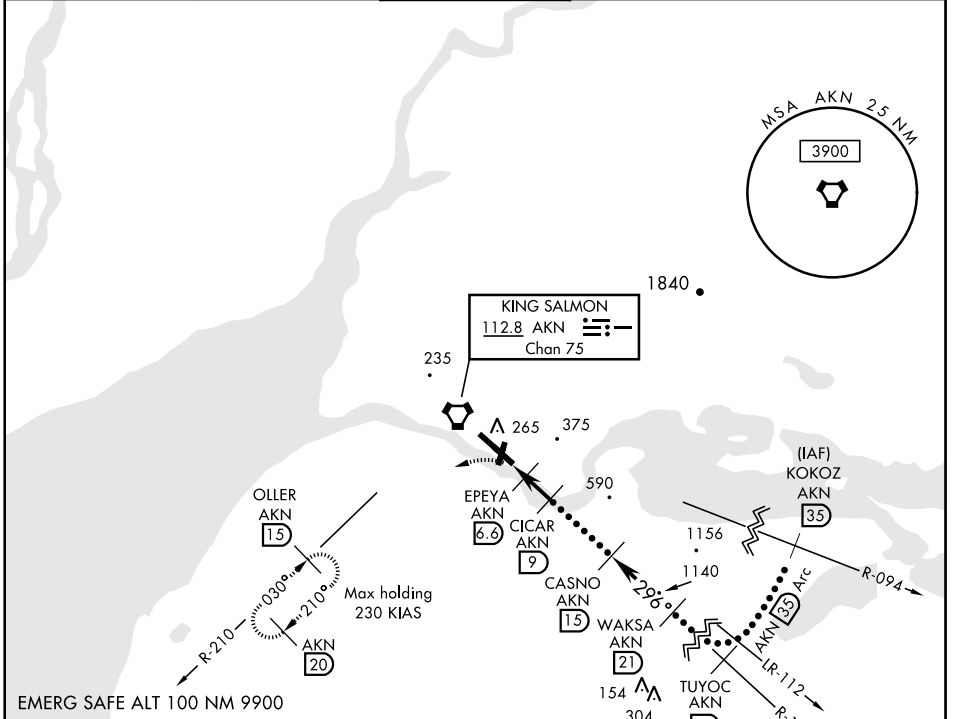 MSA AKN 25 NM
3900
1840
KING SALMON
112.8 AKN
Chan 75
235
265
375
(IAF)
KOKOZ
AKN
35
OLLER
AKN
15
EPEYA
AKN
6.6
590
CICAR
AKN
9
1156
R-094
1140
CASNO
AKN
15
296°
AKN 35 Arc
030°
210°
Max holding
230 KIAS
WAKSA
AKN
21
R-210
AKN
20
LR-112
154
TUYOC
AKN
304
EMERG SAFE ALT 100 NM 9900